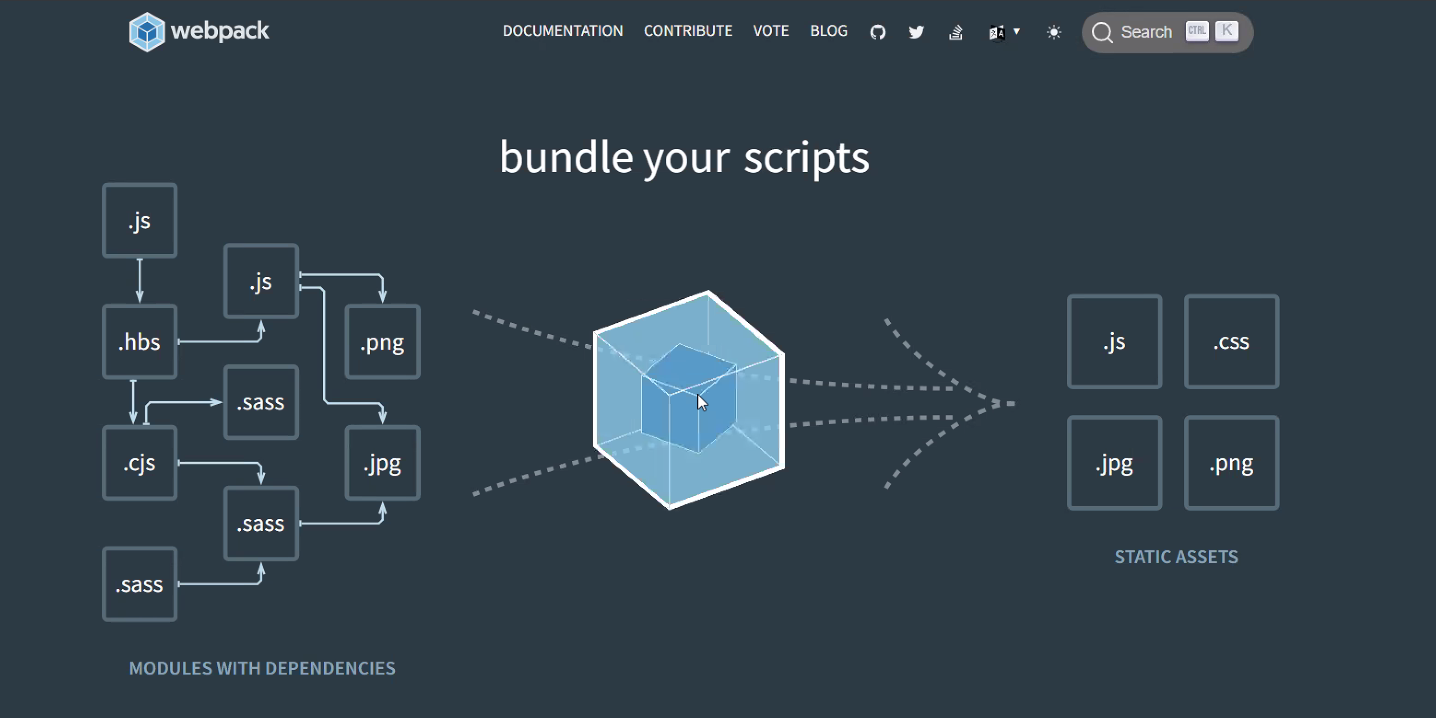 webpack
DOCUMENTATION CONTRIBUTE VOTE BLOG Search CTRL K
bundle your scripts
.js
.js
.hbs
.png
.sass
.cjs
.jpg
.sass
.sass
MODULES WITH DEPENDENCIES
.js .css
.jpg .png
STATIC ASSETS